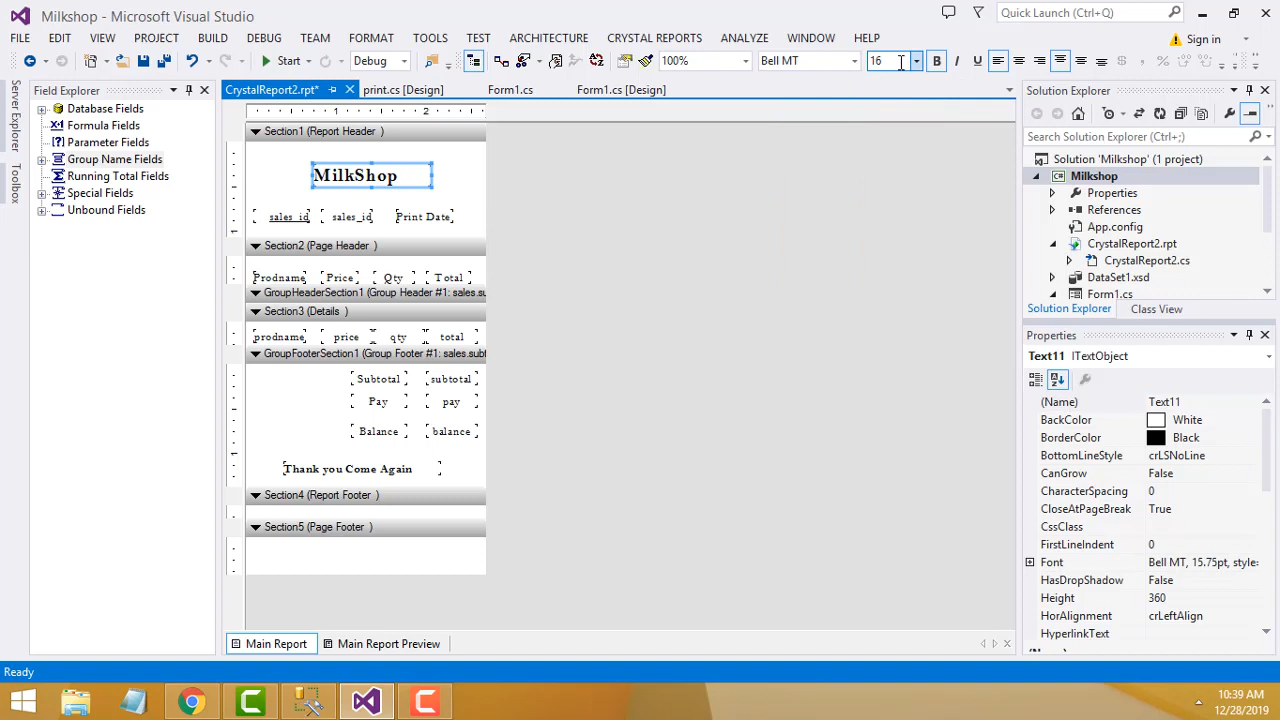 Milkshop - Microsoft Visual Studio
Quick Launch (Ctrl+Q)
FILE EDIT VIEW PROJECT BUILD DEBUG TEAM FORMAT TOOLS TEST ARCHITECTURE CRYSTAL REPORTS ANALYZE WINDOW HELP
Sign in
Start Debug 100% Bell MT 16 B I U
Server Explorer
Toolbox
Field Explorer
Database Fields
Formula Fields
Parameter Fields
Group Name Fields
Running Total Fields
Special Fields
Unbound Fields
CrystalReport2.rpt* print.cs [Design] Form1.cs Form1.cs [Design]
1 2
Section1 (Report Header )
MilkShop
sales_id sales_id Print Date
Section2 (Page Header )
Prodname Price Qty Total
GroupHeaderSection1 (Group Header #1: sales.su
Section3 (Details )
prodname price qty total
GroupFooterSection1 (Group Footer #1: sales.subt
Subtotal subtotal
Pay pay
Balance balance
Thank you Come Again
Section4 (Report Footer )
Section5 (Page Footer )
Main Report Main Report Preview
Solution Explorer
Search Solution Explorer (Ctrl+;)
Solution 'Milkshop' (1 project)
Milkshop
Properties
References
App.config
CrystalReport2.rpt
CrystalReport2.cs
DataSet1.xsd
Form1.cs
Solution Explorer Class View
Properties
Text11 ITextObject
(Name) Text11
BackColor White
BorderColor Black
BottomLineStyle crLSNoLine
CanGrow False
CharacterSpacing 0
CloseAtPageBreak True
CssClass
FirstLineIndent 0
Font Bell MT, 15.75pt, style:
HasDropShadow False
Height 360
HorAlignment crLeftAlign
HyperlinkText
Ready
10:39 AM
12/28/2019